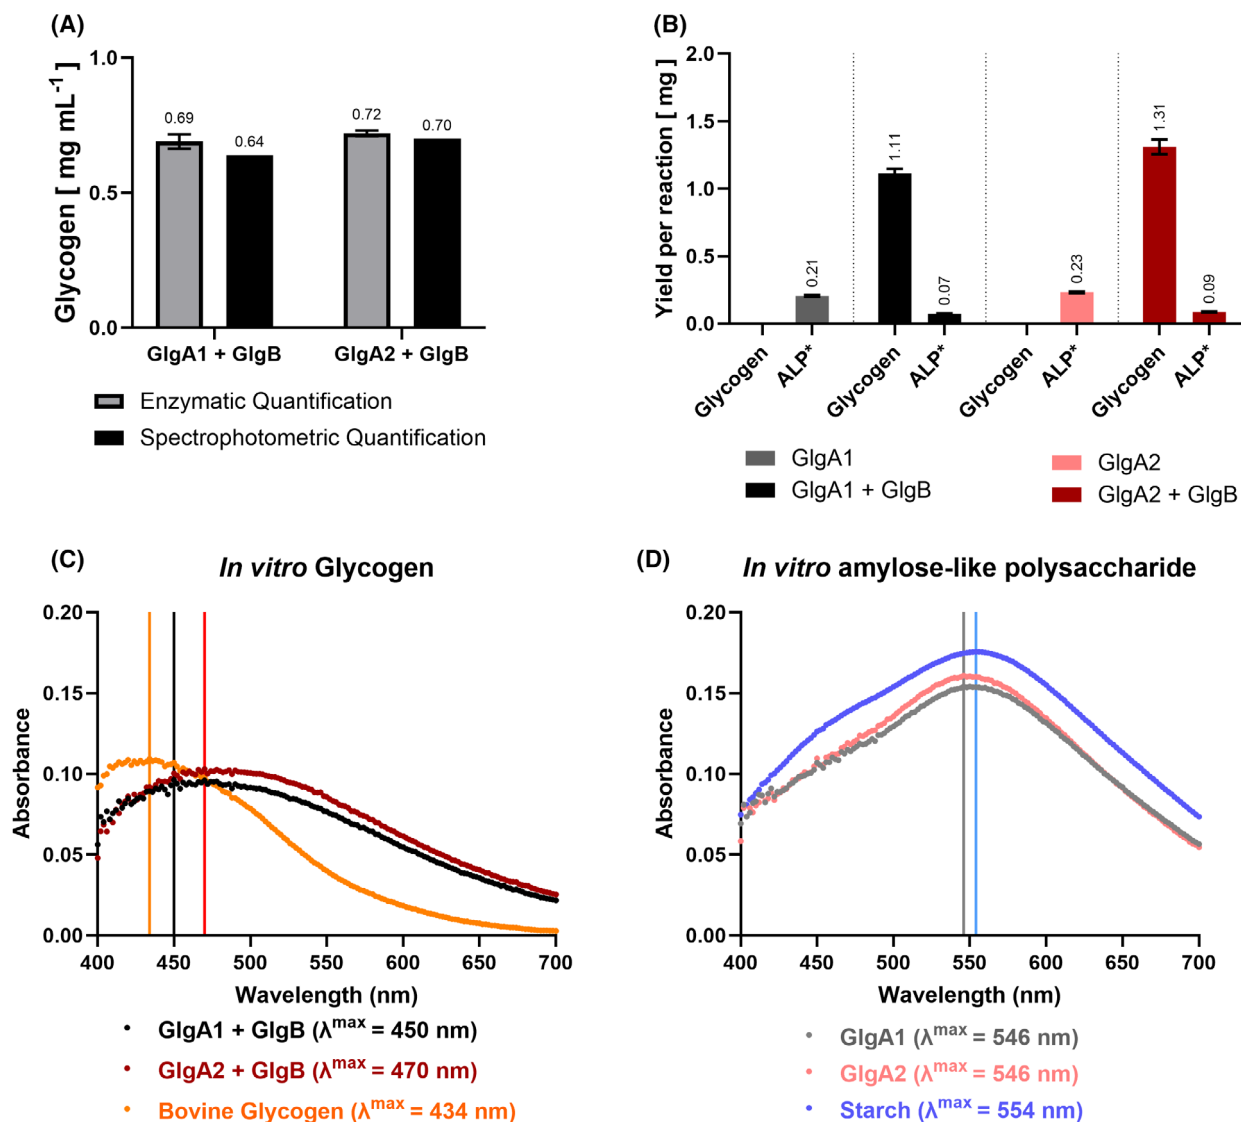 (A)
Glycogen [ mg mL-1 ]
1.0
0.5
0.0
0.69
0.64
0.72
0.70
GlgA1 + GlgB
GlgA2 + GlgB
Enzymatic Quantification
Spectrophotometric Quantification
(B)
Yield per reaction [ mg ]
2.0
1.5
1.0
0.5
0.0
0.21
1.11
0.07
0.23
1.31
0.09
Glycogen
ALP*
Glycogen
ALP*
Glycogen
ALP*
Glycogen
ALP*
GlgA1
GlgA1 + GlgB
GlgA2
GlgA2 + GlgB
(C)
In vitro Glycogen
Absorbance
0.20
0.15
0.10
0.05
0.00
400 450 500 550 600 650 700
Wavelength (nm)
GlgA1 + GlgB (λmax = 450 nm)
GlgA2 + GlgB (λmax = 470 nm)
Bovine Glycogen (λmax = 434 nm)
(D)
In vitro amylose-like polysaccharide
Absorbance
0.20
0.15
0.10
0.05
0.00
400 450 500 550 600 650 700
Wavelength (nm)
GlgA1 (λmax = 546 nm)
GlgA2 (λmax = 546 nm)
Starch (λmax = 554 nm)